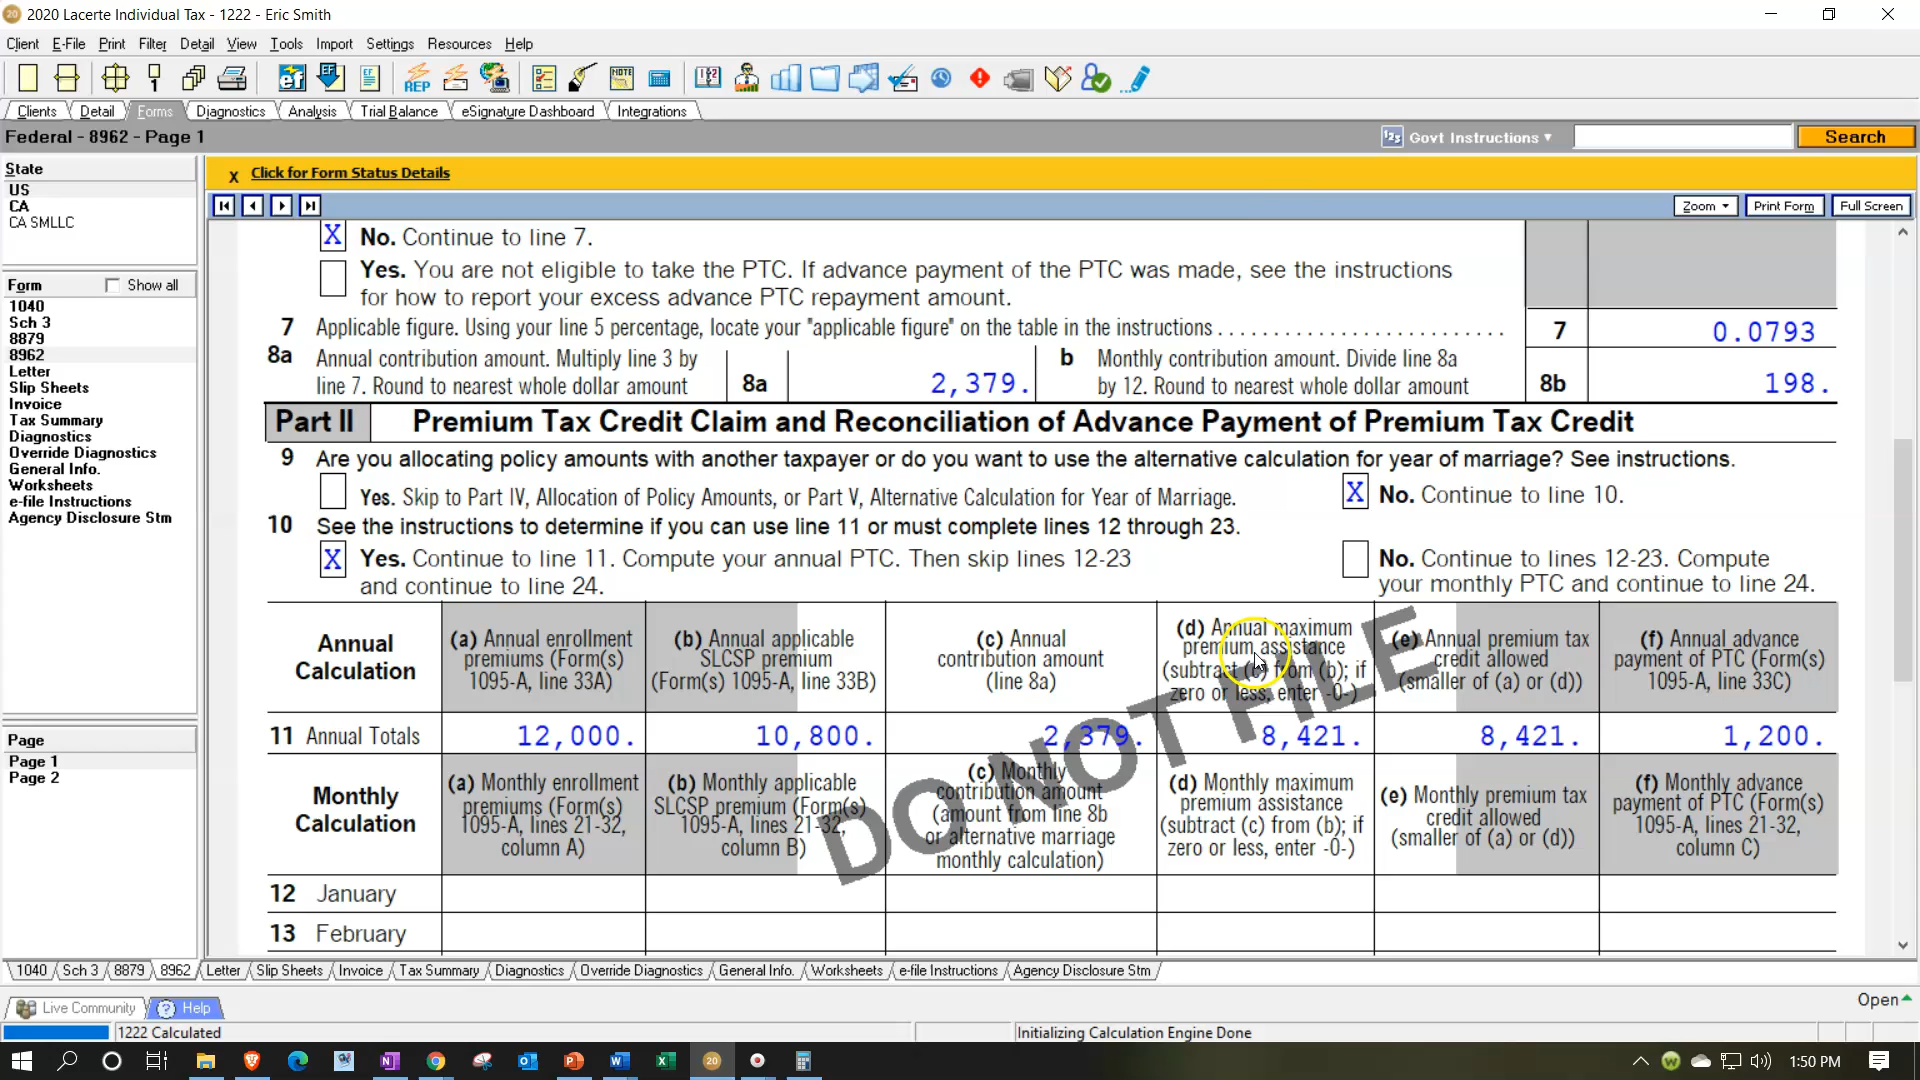 2020 Lacerte Individual Tax - 1222 - Eric Smith
Client E-File Print Filter Detail View Tools Import Settings Resources Help
Clients Detail Forms Diagnostics Analysis Trial Balance eSignature Dashboard Integrations
Federal - 8962 - Page 1
Govt Instructions
Search
State
US
CA
CA SMLLC
Form Show all
1040
Sch 3
8879
8962
Letter
Slip Sheets
Invoice
Tax Summary
Diagnostics
Override Diagnostics
General Info.
Worksheets
e-file Instructions
Agency Disclosure Stm
Page
Page 1
Page 2
x Click for Form Status Details
Zoom Print Form Full Screen
X No. Continue to line 7.
Yes. You are not eligible to take the PTC. If advance payment of the PTC was made, see the instructions
for how to report your excess advance PTC repayment amount.
7 Applicable figure. Using your line 5 percentage, locate your "applicable figure" on the table in the instructions 7 0.0793
8a Annual contribution amount. Multiply line 3 by
line 7. Round to nearest whole dollar amount 8a 2,379.
b Monthly contribution amount. Divide line 8a
by 12. Round to nearest whole dollar amount 8b 198.
Part II Premium Tax Credit Claim and Reconciliation of Advance Payment of Premium Tax Credit
9 Are you allocating policy amounts with another taxpayer or do you want to use the alternative calculation for year of marriage? See instructions.
Yes. Skip to Part IV, Allocation of Policy Amounts, or Part V, Alternative Calculation for Year of Marriage. X No. Continue to line 10.
10 See the instructions to determine if you can use line 11 or must complete lines 12 through 23.
X Yes. Continue to line 11. Compute your annual PTC. Then skip lines 12-23
and continue to line 24.
No. Continue to lines 12-23. Compute
your monthly PTC and continue to line 24.
Annual
Calculation
(a) Annual enrollment
premiums (Form(s)
1095-A, line 33A)
(b) Annual applicable
SLCSP premium
(Form(s) 1095-A, line 33B)
(c) Annual
contribution amount
(line 8a)
(d) Annual maximum
premium assistance
(subtract (c) from (b); if
zero or less, enter -0-)
(e) Annual premium tax
credit allowed
(smaller of (a) or (d))
(f) Annual advance
payment of PTC (Form(s)
1095-A, line 33C)
11 Annual Totals 12,000. 10,800. 2,379. 8,421. 8,421. 1,200.
Monthly
Calculation
(a) Monthly enrollment
premiums (Form(s)
1095-A, lines 21-32,
column A)
(b) Monthly applicable
SLCSP premium (Form(s)
1095-A, lines 21-32,
column B)
(c) Monthly
contribution amount
(amount from line 8b
or alternative marriage
monthly calculation)
(d) Monthly maximum
premium assistance
(subtract (c) from (b); if
zero or less, enter -0-)
(e) Monthly premium tax
credit allowed
(smaller of (a) or (d))
(f) Monthly advance
payment of PTC (Form(s)
1095-A, lines 21-32,
column C)
12 January
13 February
DO NOT FILE
1040 Sch 3 8879 8962 Letter Slip Sheets Invoice Tax Summary Diagnostics Override Diagnostics General Info. Worksheets e-file Instructions Agency Disclosure Stm
Live Community Help
Open
1222 Calculated
Initializing Calculation Engine Done
1:50 PM